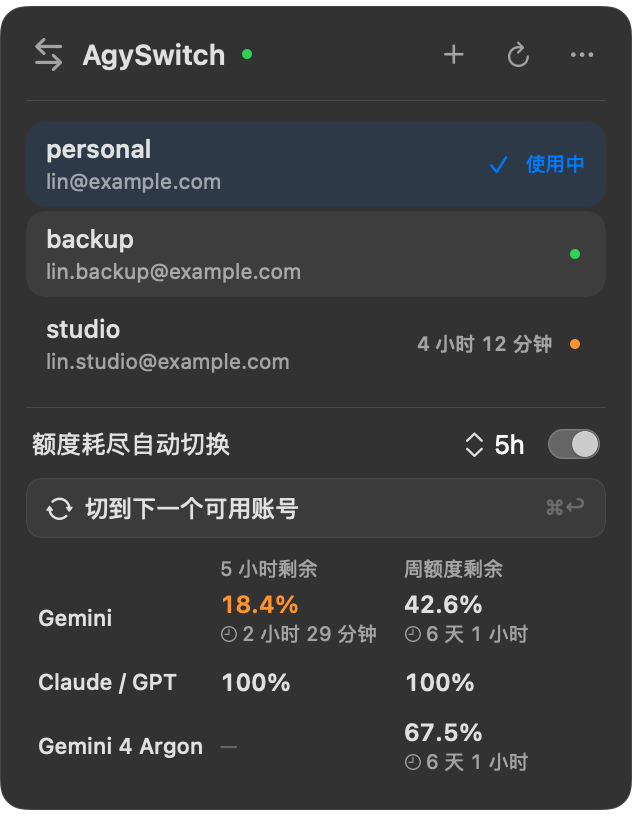 AgySwitch
personal
lin@example.com
使用中
backup
lin.backup@example.com
studio
lin.studio@example.com
4 小时 12 分钟
额度耗尽自动切换
5h
切到下一个可用账号
⌘↩
5 小时剩余 周额度剩余
Gemini
18.4% 42.6%
2 小时 29 分钟 6 天 1 小时
Claude / GPT 100% 100%
Gemini 4 Argon — 67.5%
6 天 1 小时